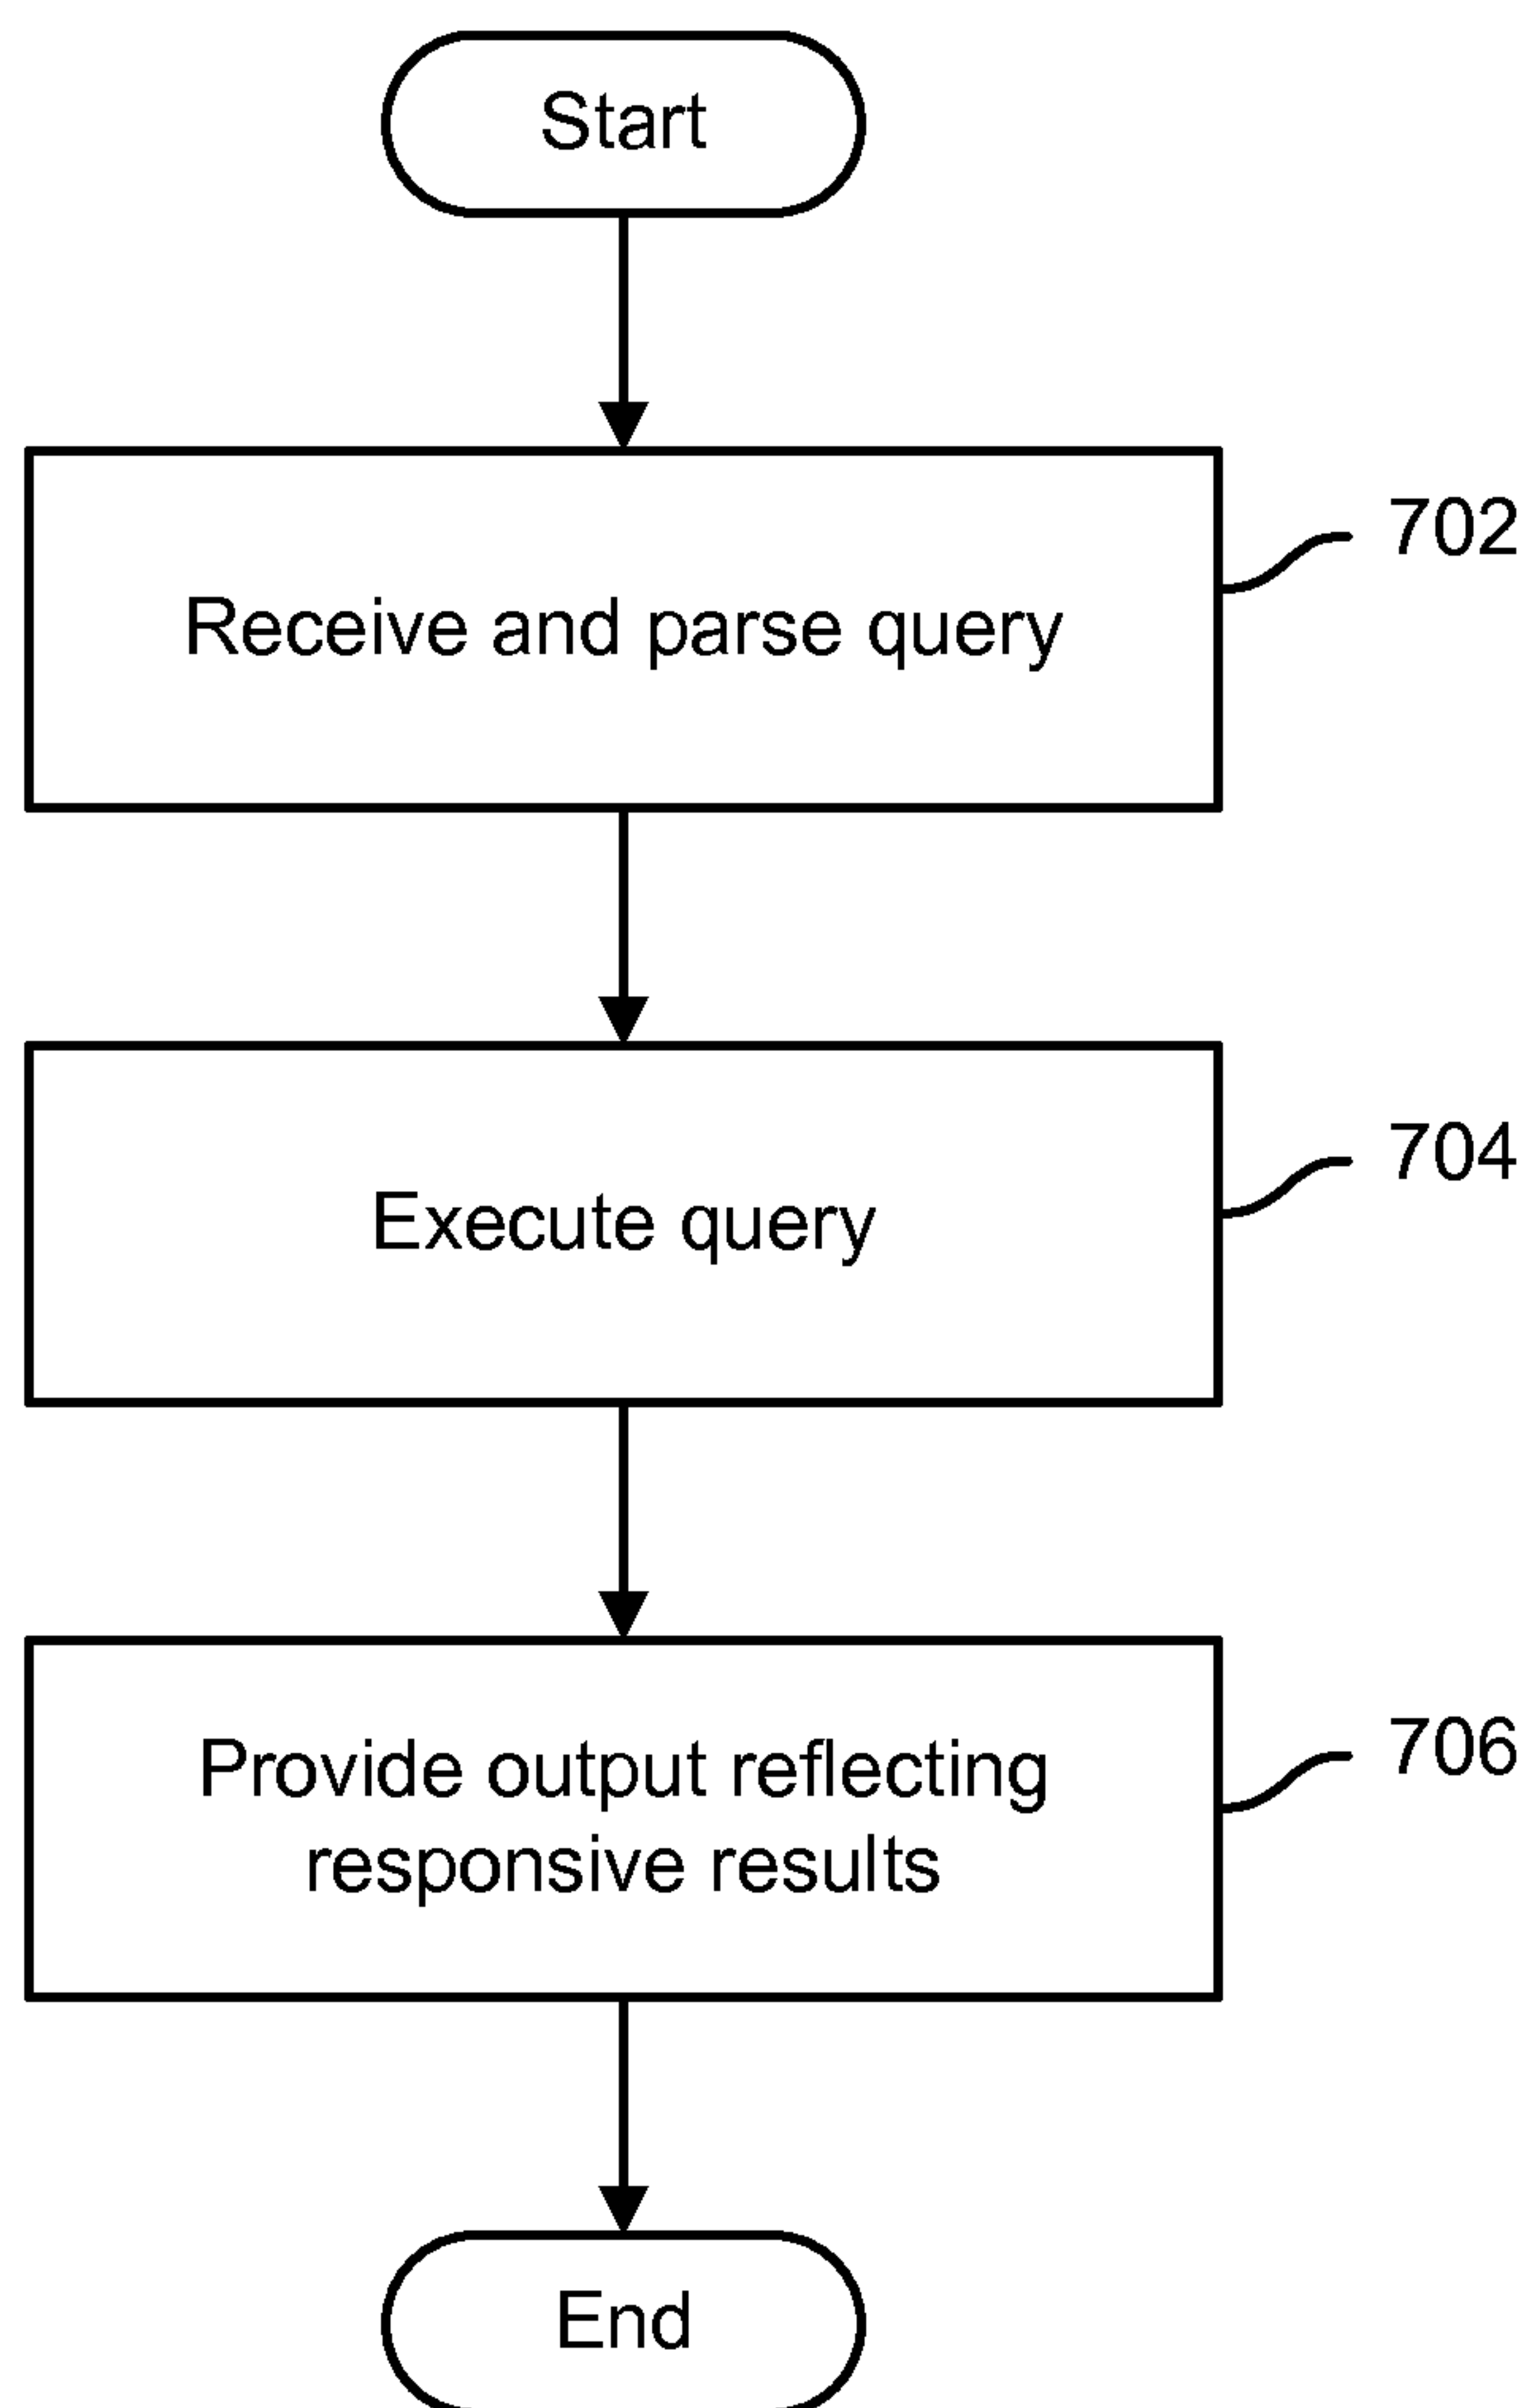 Start
702
Receive and parse query
704
Execute query
706
Provide output reflecting
responsive results
End